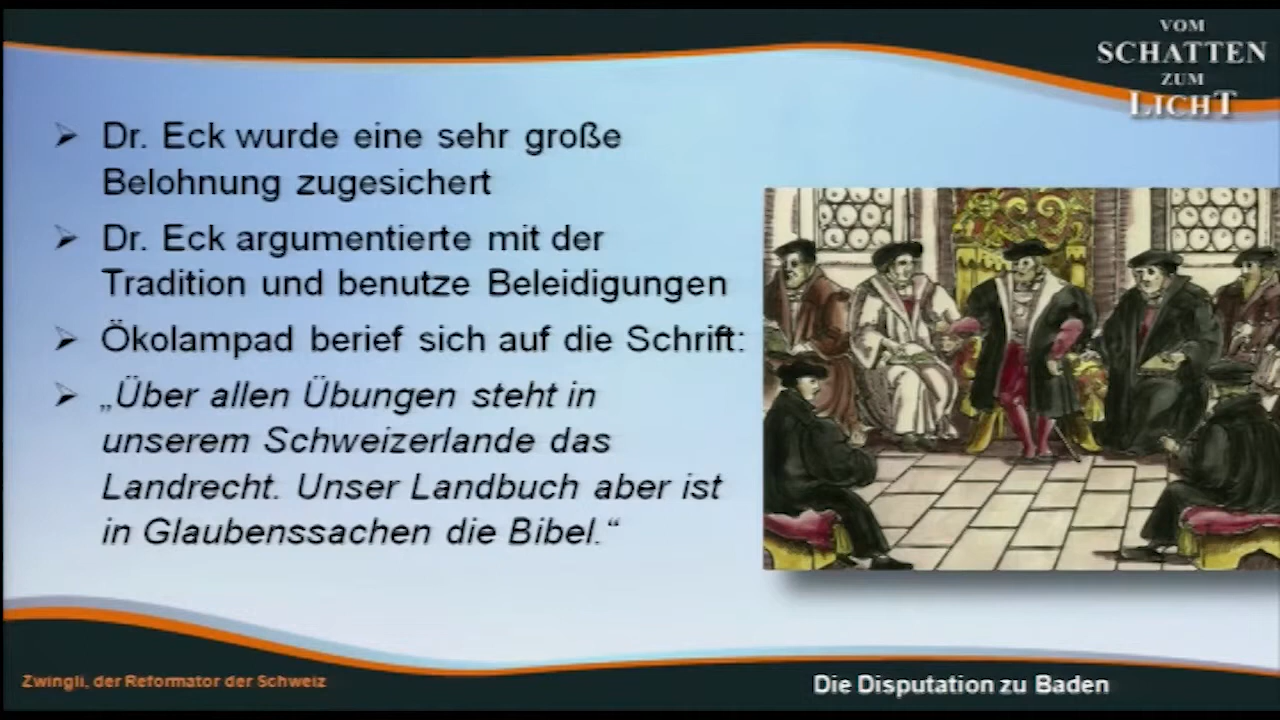 VOM
SCHATTEN
ZUM
LICHT
➢ Dr. Eck wurde eine sehr große
Belohnung zugesichert
➢ Dr. Eck argumentierte mit der
Tradition und benutze Beleidigungen
➢ Ökolampad berief sich auf die Schrift:
➢ „Über allen Übungen steht in
unserem Schweizerlande das
Landrecht. Unser Landbuch aber ist
in Glaubenssachen die Bibel.“
Zwingli, der Reformator der Schweiz
Die Disputation zu Baden